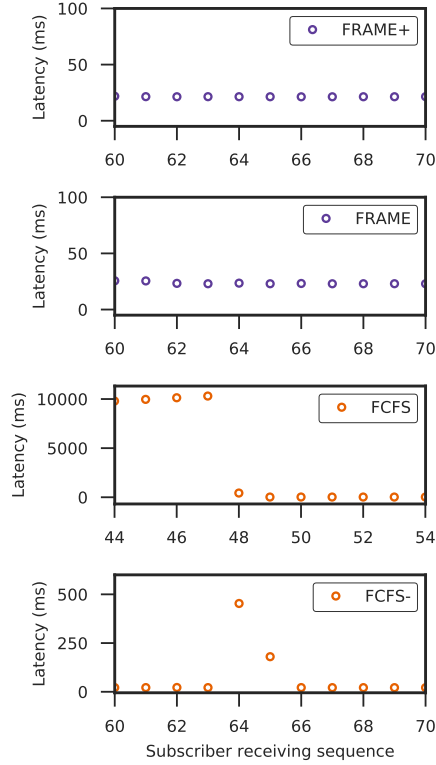 100
50
0
Latency (ms)
FRAME+
60 62 64 66 68 70
100
50
0
Latency (ms)
FRAME
60 62 64 66 68 70
10000
5000
0
Latency (ms)
FCFS
44 46 48 50 52 54
500
250
0
Latency (ms)
FCFS-
60 62 64 66 68 70
Subscriber receiving sequence